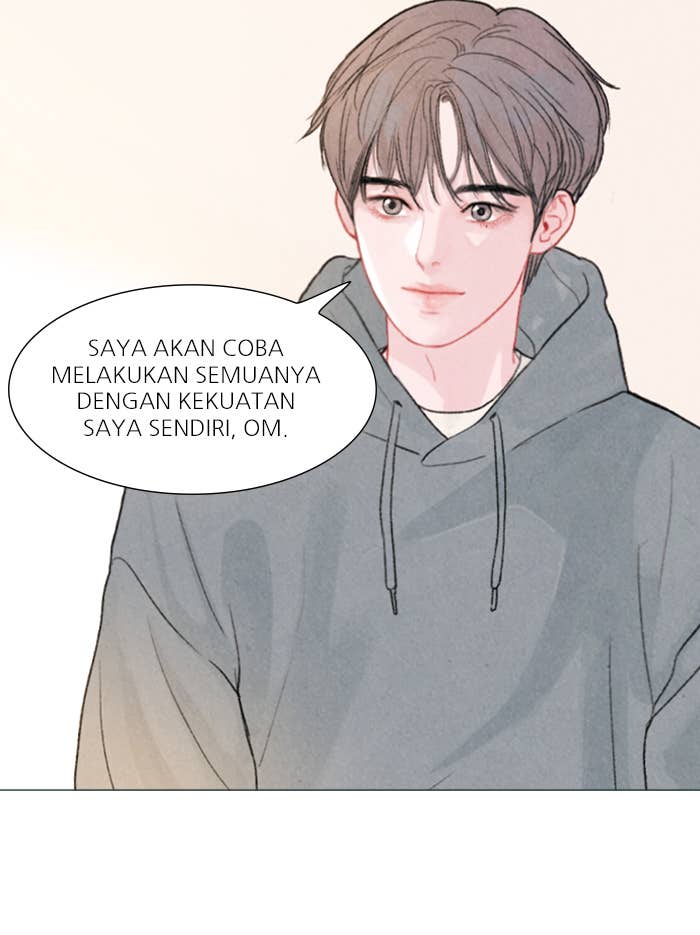 SAYA AKAN COBA
MELAKUKAN SEMUANYA
DENGAN KEKUATAN
SAYA SENDIRI, OM.